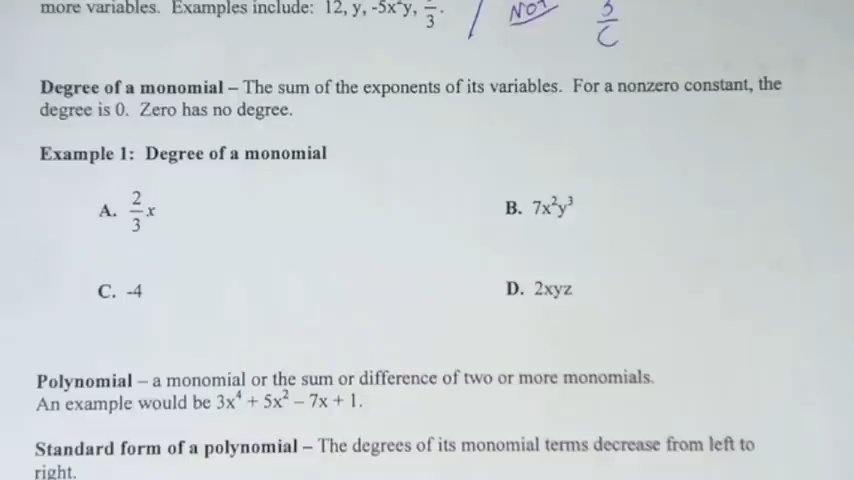 more variables. Examples include: 12, y, -5x²y, /3. / NOT 3/C
Degree of a monomial – The sum of the exponents of its variables. For a nonzero constant, the
degree is 0. Zero has no degree.
Example 1: Degree of a monomial
A. 2/3 x B. 7x²y³
C. -4 D. 2xyz
Polynomial – a monomial or the sum or difference of two or more monomials.
An example would be 3x⁴ + 5x² – 7x + 1.
Standard form of a polynomial – The degrees of its monomial terms decrease from left to
right.